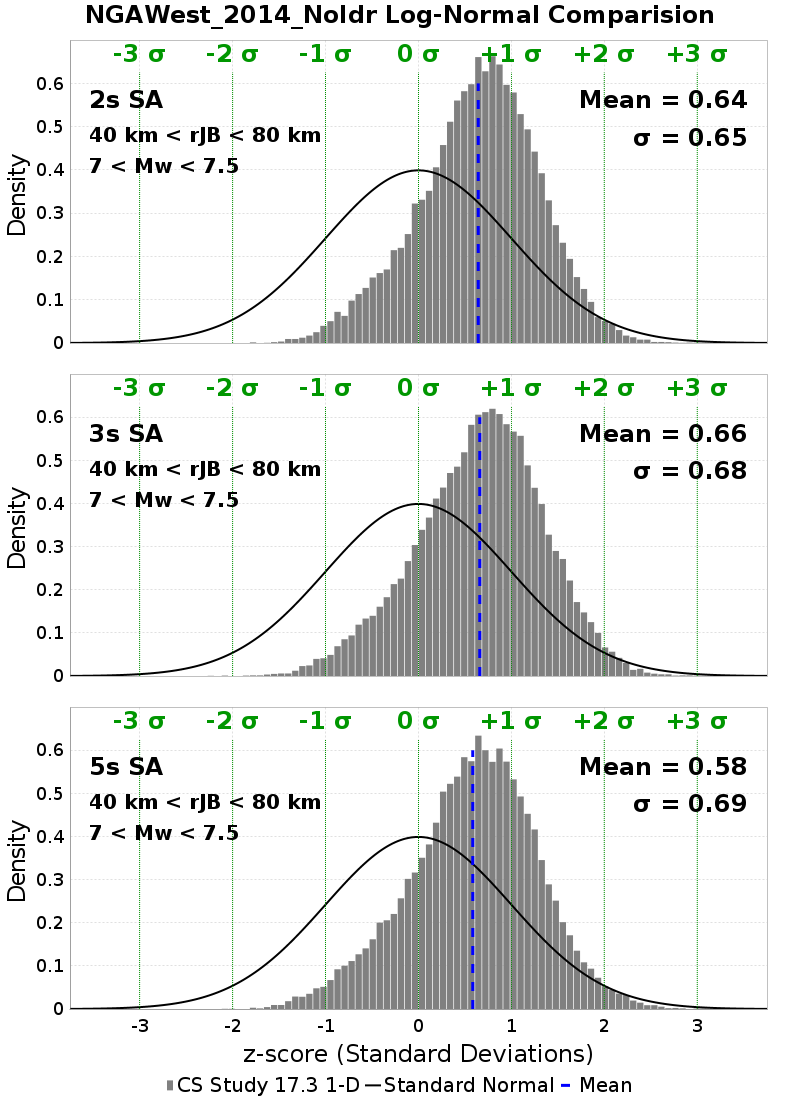 NGAWest_2014_NoIdr Log-Normal Comparision
-3 σ -2 σ -1 σ 0 σ +1 σ +2 σ +3 σ
2s SA
Mean = 0.64
40 km < rJB < 80 km
σ = 0.65
7 < Mw < 7.5
Density
0.6
0.5
0.4
0.3
0.2
0.1
0
-3 σ -2 σ -1 σ 0 σ +1 σ +2 σ +3 σ
3s SA
Mean = 0.66
40 km < rJB < 80 km
σ = 0.68
7 < Mw < 7.5
Density
0.6
0.5
0.4
0.3
0.2
0.1
0
-3 σ -2 σ -1 σ 0 σ +1 σ +2 σ +3 σ
5s SA
Mean = 0.58
40 km < rJB < 80 km
σ = 0.69
7 < Mw < 7.5
Density
0.6
0.5
0.4
0.3
0.2
0.1
0
-3 -2 -1 0 1 2 3
z-score (Standard Deviations)
CS Study 17.3 1-D Standard Normal Mean